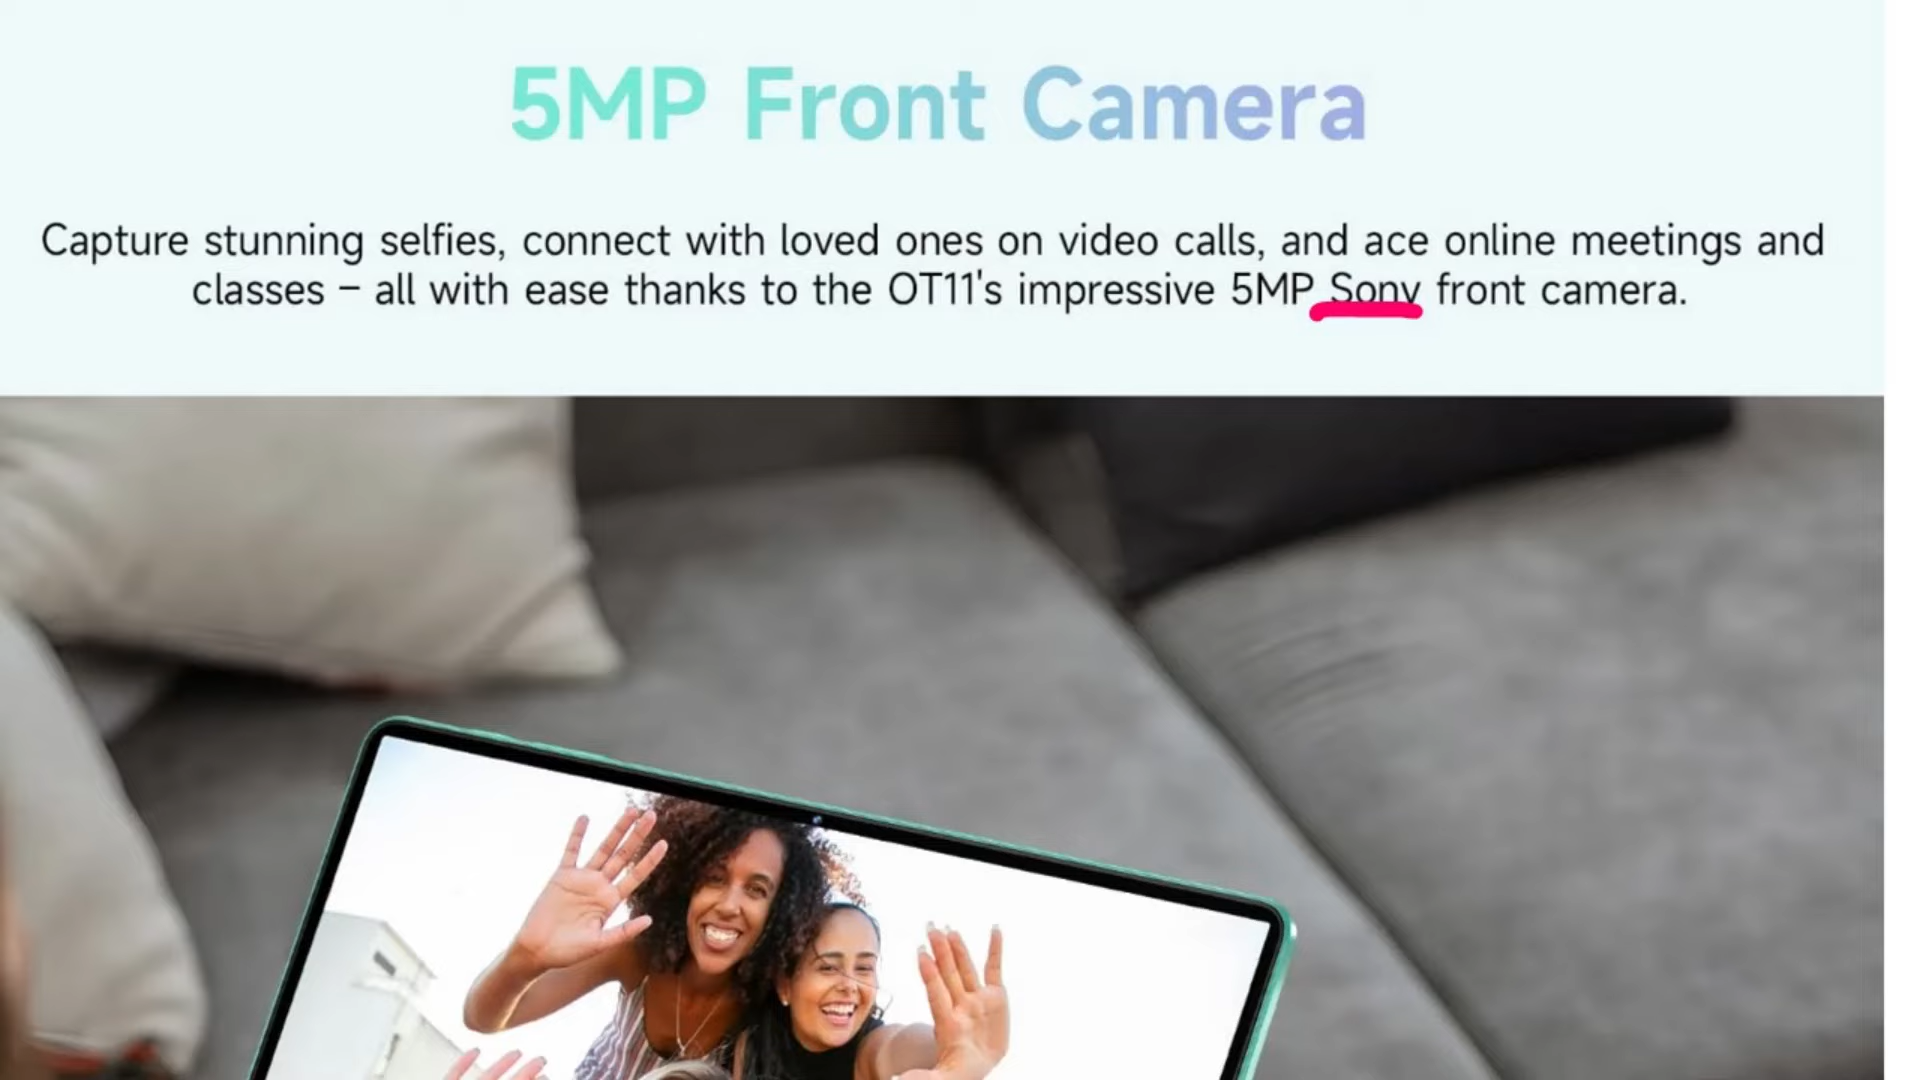 5MP Front Camera
Capture stunning selfies, connect with loved ones on video calls, and ace online meetings and
classes – all with ease thanks to the OT11's impressive 5MP Sony front camera.